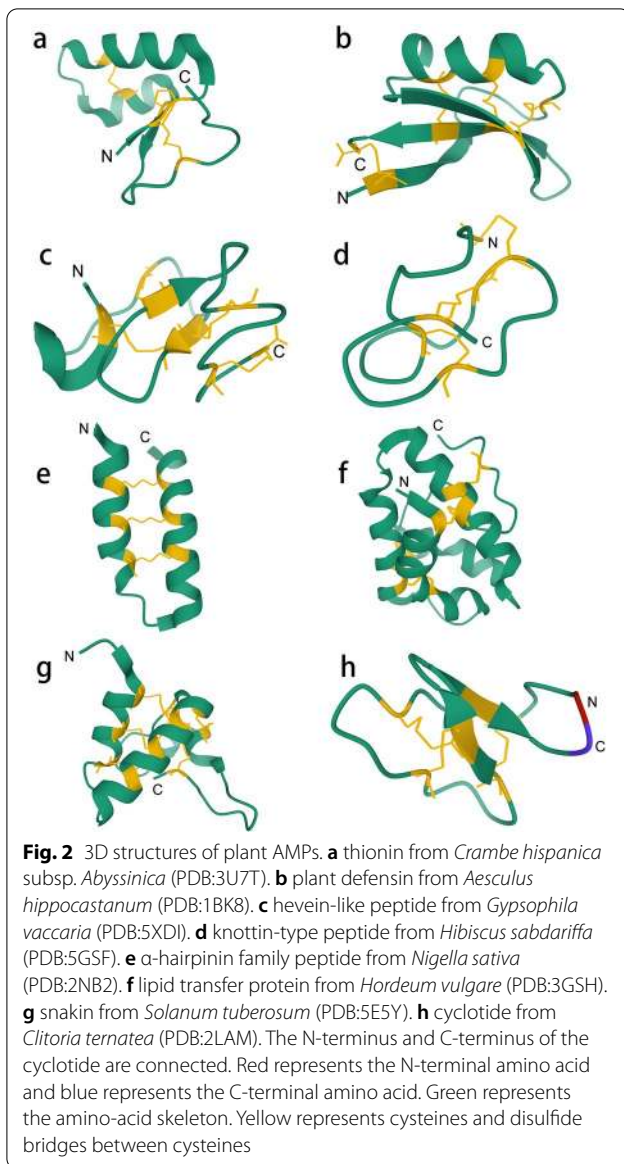 a
C
N
b
C
N
c
N
C
d
N
C
e
N
C
f
C
N
g
N
C
h
N
C
Fig. 2 3D structures of plant AMPs. a thionin from Crambe hispanica
subsp. Abyssinica (PDB:3U7T). b plant defensin from Aesculus
hippocastanum (PDB:1BK8). c hevein-like peptide from Gypsophila
vaccaria (PDB:5XDI). d knottin-type peptide from Hibiscus sabdariffa
(PDB:5GSF). e α-hairpinin family peptide from Nigella sativa
(PDB:2NB2). f lipid transfer protein from Hordeum vulgare (PDB:3GSH).
g snakin from Solanum tuberosum (PDB:5E5Y). h cyclotide from
Clitoria ternatea (PDB:2LAM). The N-terminus and C-terminus of the
cyclotide are connected. Red represents the N-terminal amino acid
and blue represents the C-terminal amino acid. Green represents
the amino-acid skeleton. Yellow represents cysteines and disulfide
bridges between cysteines